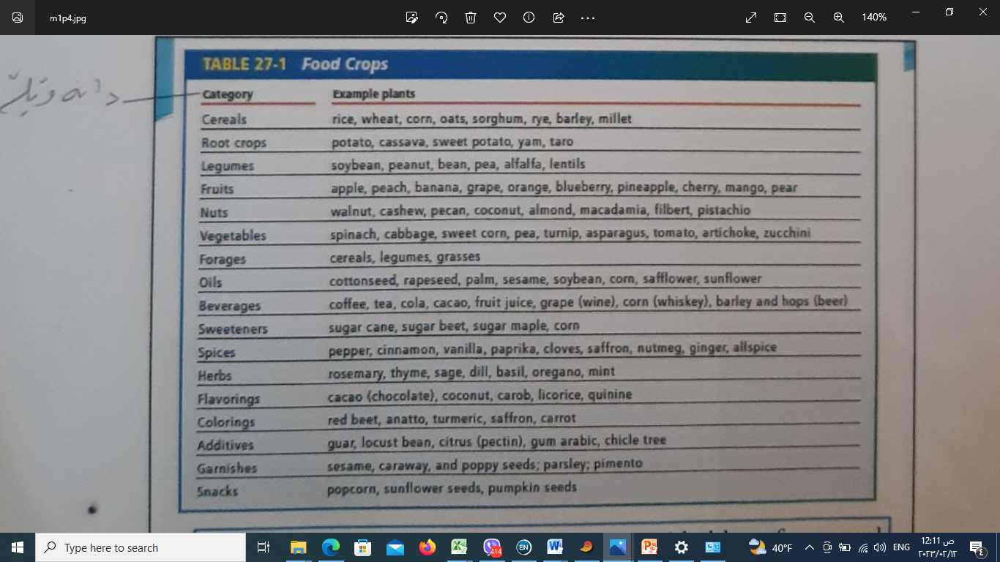 m1p4.jpg
140%
TABLE 27-1 Food Crops
Category Example plants
Cereals rice, wheat, corn, oats, sorghum, rye, barley, millet
Root crops potato, cassava, sweet potato, yam, taro
Legumes soybean, peanut, bean, pea, alfalfa, lentils
Fruits apple, peach, banana, grape, orange, blueberry, pineapple, cherry, mango, pear
Nuts walnut, cashew, pecan, coconut, almond, macadamia, filbert, pistachio
Vegetables spinach, cabbage, sweet corn, pea, turnip, asparagus, tomato, artichoke, zucchini
Forages cereals, legumes, grasses
Oils cottonseed, rapeseed, palm, sesame, soybean, corn, safflower, sunflower
Beverages coffee, tea, cola, cacao, fruit juice, grape (wine), corn (whiskey), barley and hops (beer)
Sweeteners sugar cane, sugar beet, sugar maple, corn
Spices pepper, cinnamon, vanilla, paprika, cloves, saffron, nutmeg, ginger, allspice
Herbs rosemary, thyme, sage, dill, basil, oregano, mint
Flavorings cacao (chocolate), coconut, carob, licorice, quinine
Colorings red beet, anatto, turmeric, saffron, carrot
Additives guar, locust bean, citrus (pectin), gum arabic, chicle tree
Garnishes sesame, caraway, and poppy seeds; parsley; pimento
Snacks popcorn, sunflower seeds, pumpkin seeds
Type here to search
414
EN
40°F
ENG
12:11 ص
٢٠٢٣/٠٢/١٢
٤